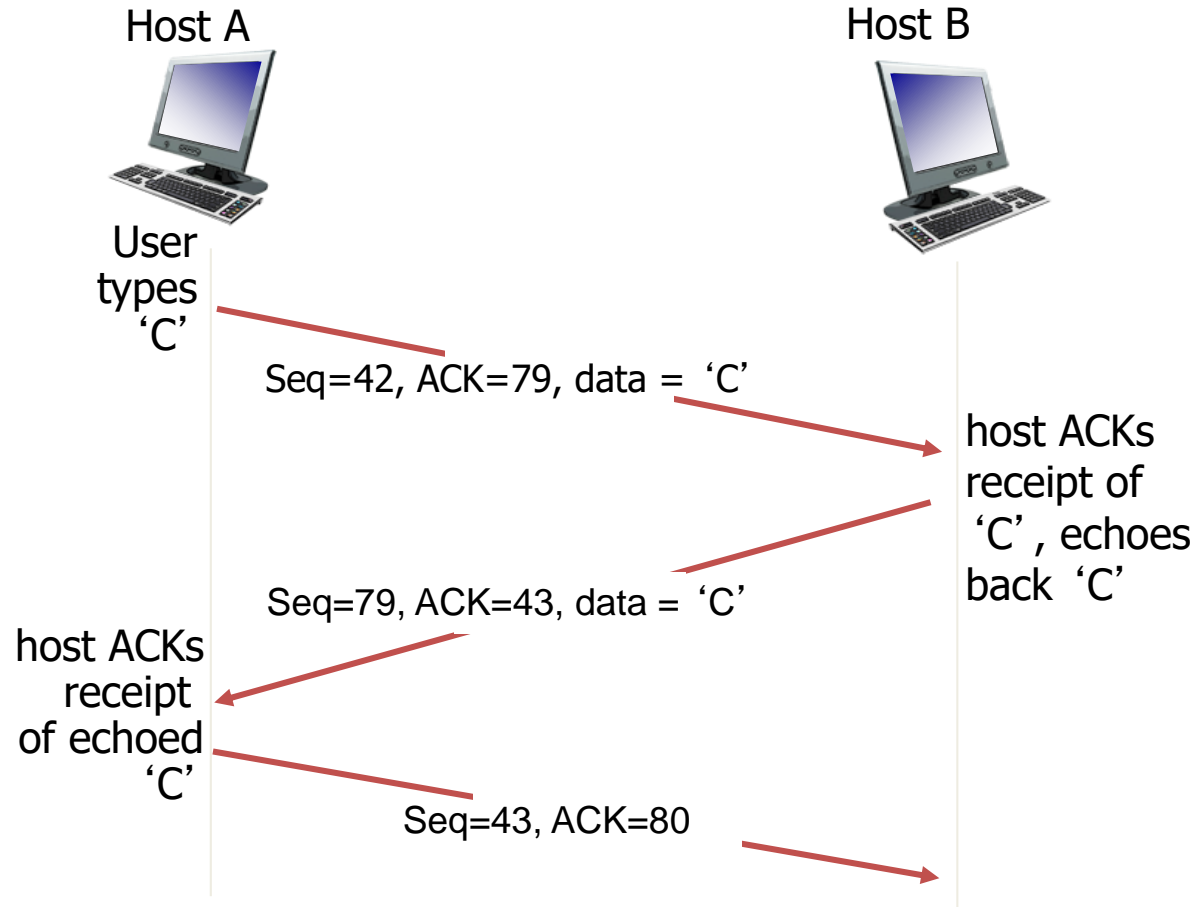 Host A
Host B
User
types
‘C’
Seq=42, ACK=79, data = ‘C’
host ACKs
receipt of
‘C’, echoes
back ‘C’
Seq=79, ACK=43, data = ‘C’
host ACKs
receipt
of echoed
‘C’
Seq=43, ACK=80